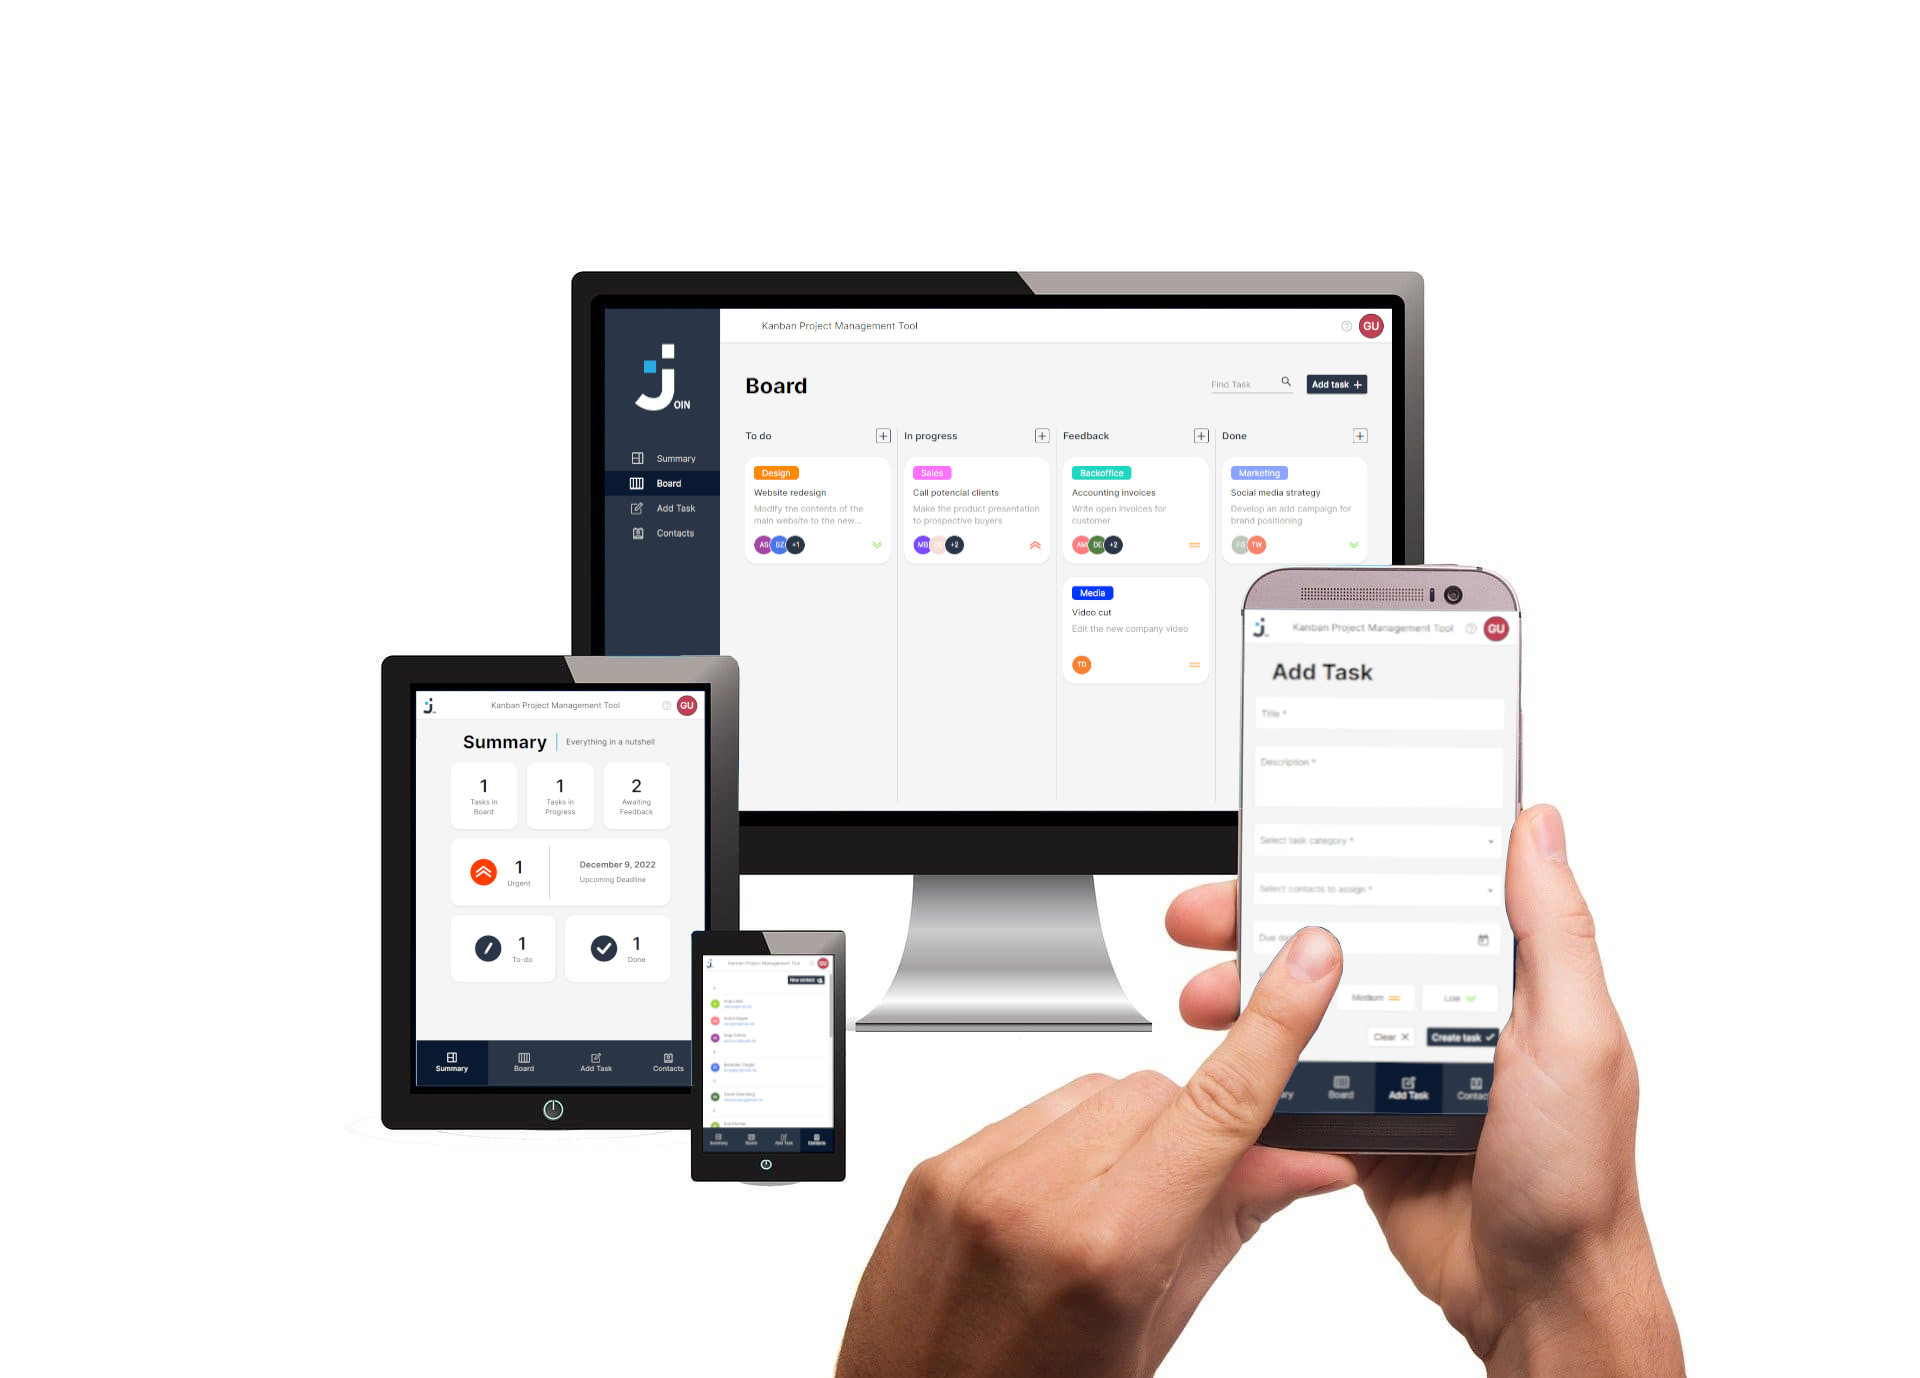 Kanban Project Management Tool
GU
OIN
Board
Find Task
Add task +
Summary
Board
Add Task
Contacts
To do
In progress
Feedback
Done
Design
Website redesign
Modify the contents of the
main website to the new...
AS
BZ
+1
Sales
Call potencial clients
Make the product presentation
to prospective buyers
MB
+2
Backoffice
Accounting invoices
Write open invoices for
customer
AM
DE
+2
Media
Video cut
Edit the new company video
TD
Marketing
Social media strategy
Develop an add campaign for
brand positioning
TW
Kanban Project Management Tool
GU
Summary
Everything in a nutshell
1
Tasks in
Board
1
Tasks in
Progress
2
Awaiting
Feedback
1
Urgent
December 9, 2022
Upcoming Deadline
1
To-do
1
Done
Summary
Board
Add Task
Contacts
Kanban Project Management Tool
GU
New contact
Summary
Board
Add Task
Contacts
Kanban Project Management Tool
GU
Add Task
Title *
Description *
Select task category *
Select contacts to assign *
Due da
Medium
Low
Clear X
Create task
ry
Board
Add Task
Contac